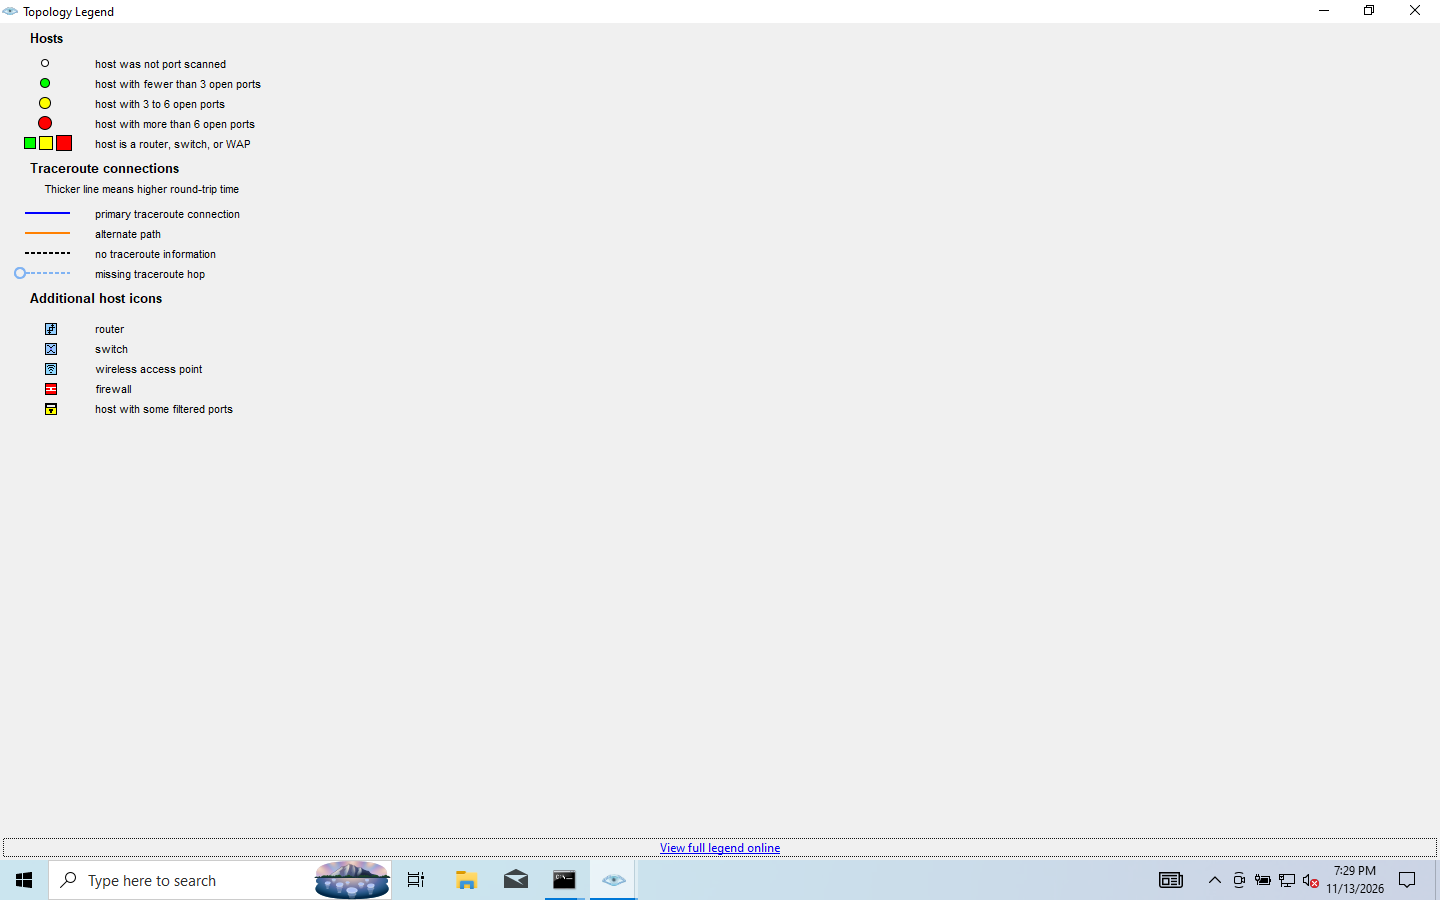 Topology Legend
Hosts
host was not port scanned
host with fewer than 3 open ports
host with 3 to 6 open ports
host with more than 6 open ports
host is a router, switch, or WAP
Traceroute connections
Thicker line means higher round-trip time
primary traceroute connection
alternate path
no traceroute information
missing traceroute hop
Additional host icons
router
switch
wireless access point
firewall
host with some filtered ports
View full legend online
Type here to search
7:29 PM
11/13/2026